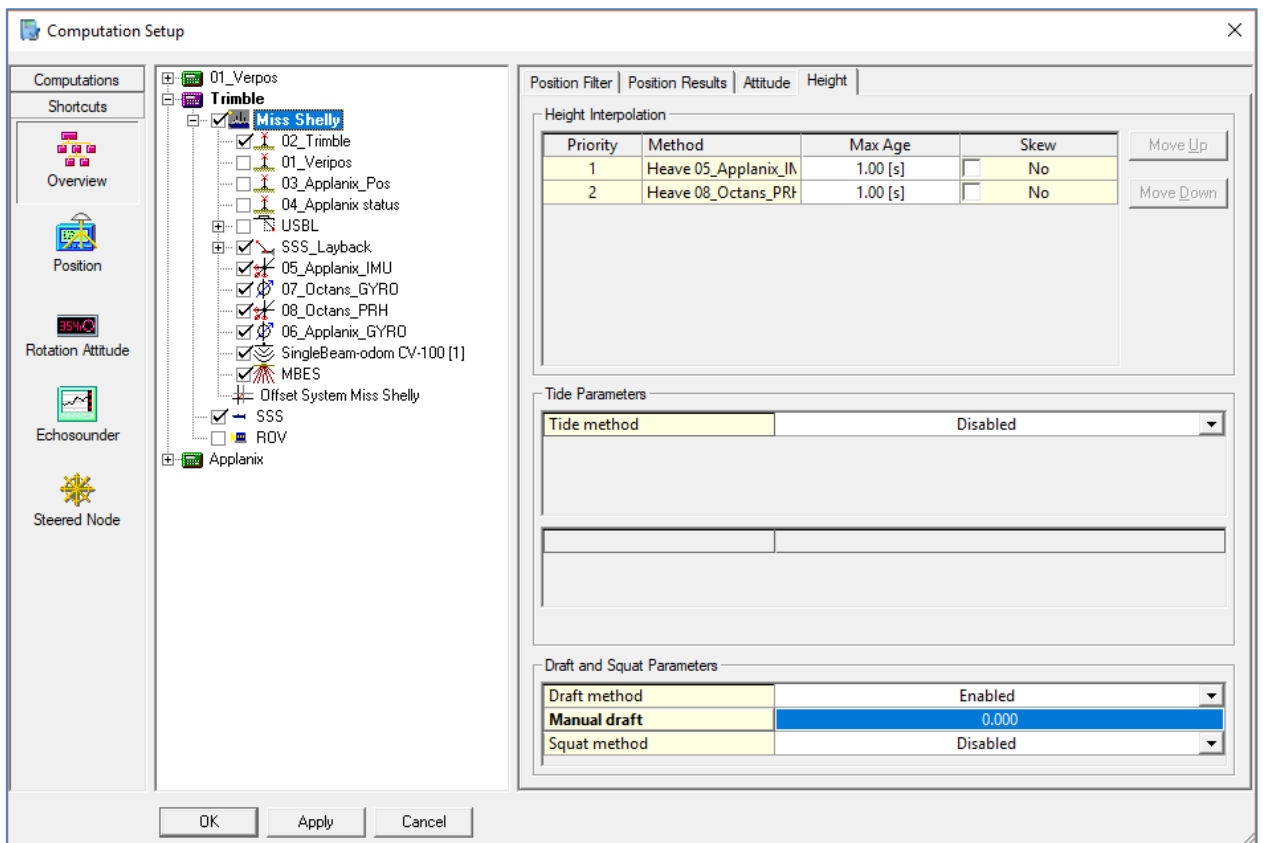 Computation Setup
Computations
Shortcuts
Overview
Position
354
Rotation Attitude
Echosounder
Steered Node
01_Verpos
Trimble
Miss Shelly
02_Trimble
01_Veripos
03_Applanix_Pos
04_Applanix status
USBL
SSS_Layback
05_Applanix_IMU
07_Octans_GYRO
08_Octans_PRH
06_Applanix_GYRO
SingleBeam-odom CV-100 [1]
MBES
Offset System Miss Shelly
SSS
ROV
Applanix
Position Filter Position Results Attitude Height
Height Interpolation
Priority Method Max Age Skew
1 Heave 05_Applanix_IN 1.00 [s] No
2 Heave 08_Octans_PRH 1.00 [s] No
Move Up
Move Down
Tide Parameters
Tide method Disabled
Draft and Squat Parameters
Draft method Enabled
Manual draft 0.000
Squat method Disabled
OK Apply Cancel